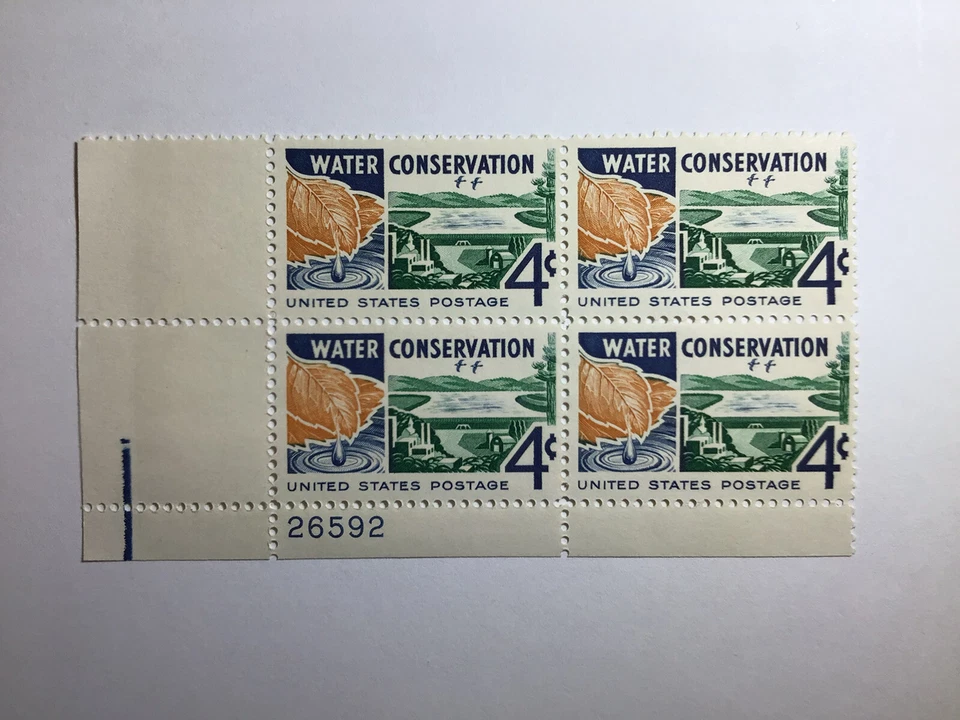 WATER CONSERVATION
4¢
UNITED STATES POSTAGE
WATER CONSERVATION
4¢
UNITED STATES POSTAGE
WATER CONSERVATION
4¢
UNITED STATES POSTAGE
WATER CONSERVATION
4¢
UNITED STATES POSTAGE
26592